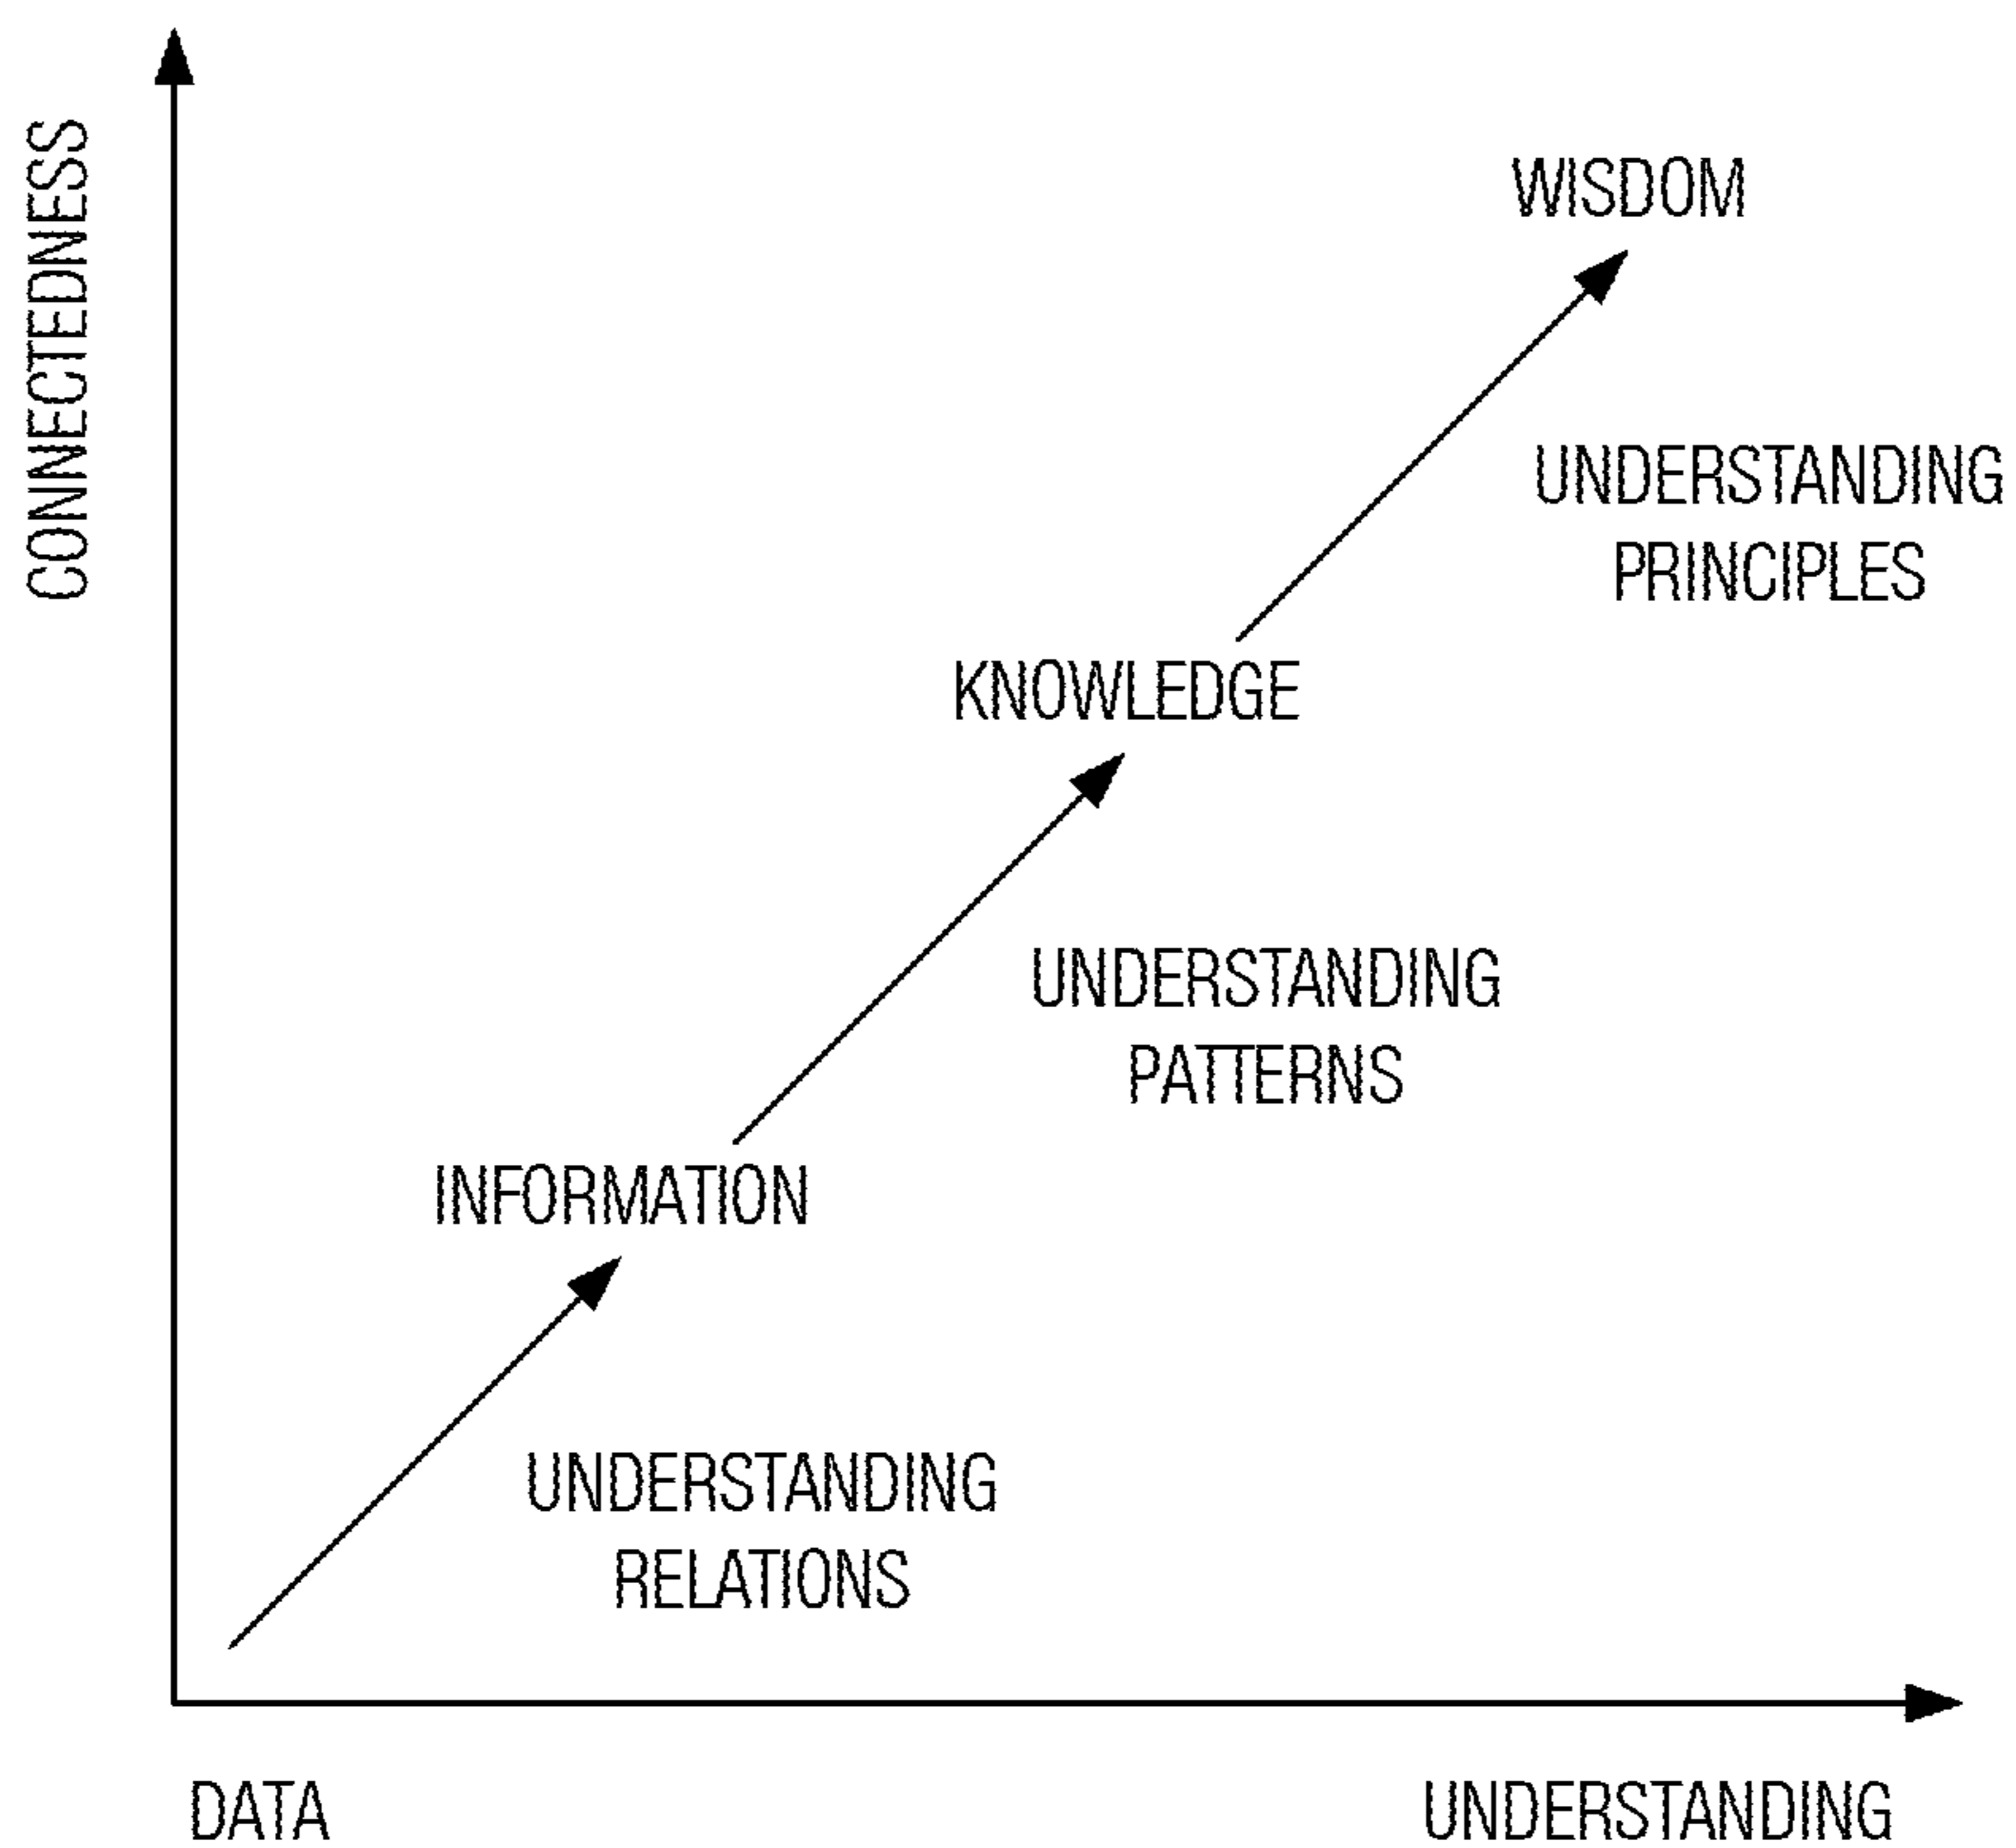 CONNECTEDNESS
WISDOM
UNDERSTANDING
PRINCIPLES
KNOWLEDGE
UNDERSTANDING
PATTERNS
INFORMATION
UNDERSTANDING
RELATIONS
DATA
UNDERSTANDING